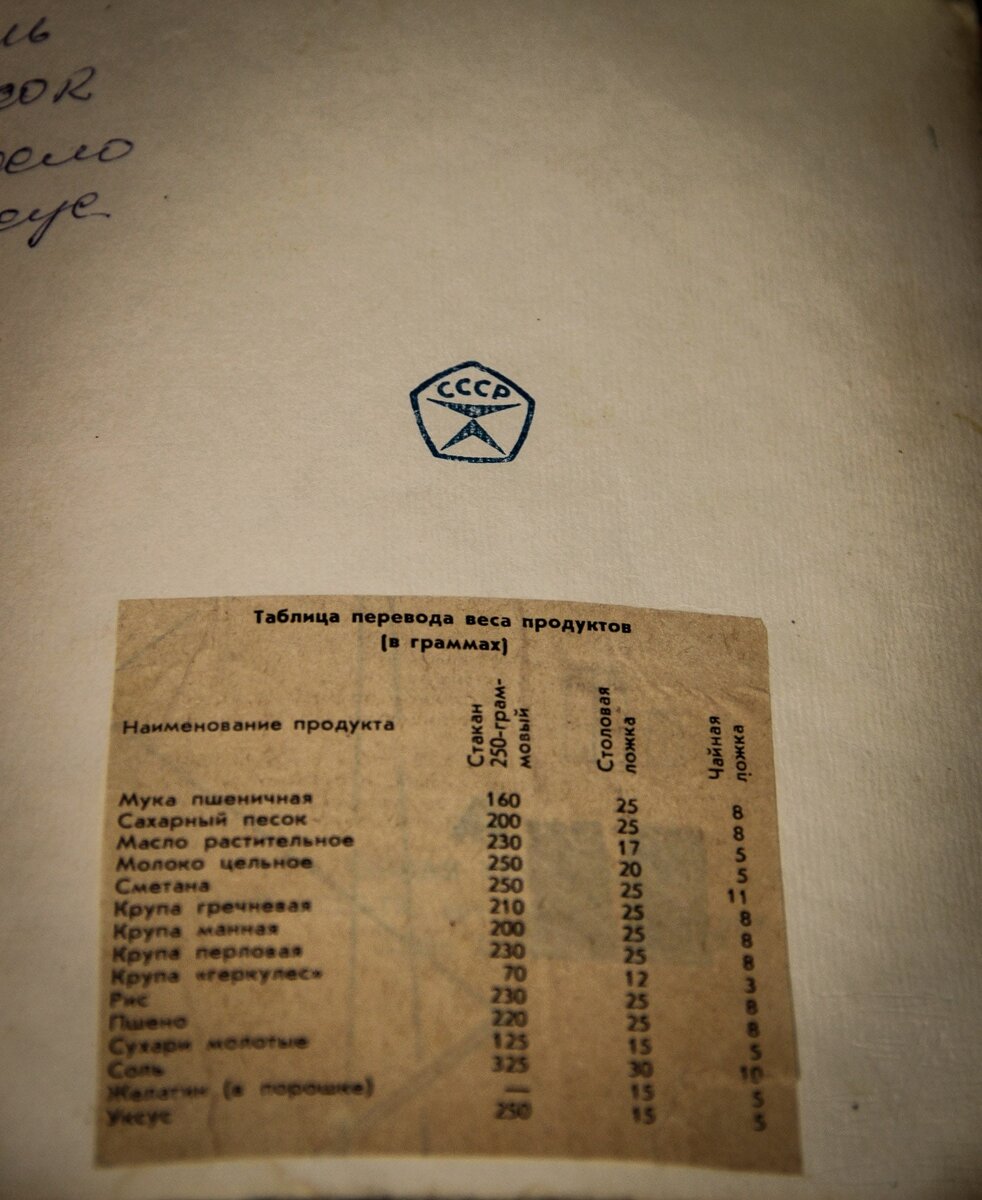 СССР
Таблица перевода веса продуктов
(в граммах)
Наименование продукта Стакан 250-грам-мовый Столовая ложка Чайная ложка
Мука пшеничная 160 25 8
Сахарный песок 200 25 8
Масло растительное 230 17 5
Молоко цельное 250 20 5
Сметана 250 25 11
Крупа гречневая 210 25 8
Крупа манная 200 25 8
Крупа перловая 230 25 8
Крупа «геркулес» 70 12 3
Рис 230 25 8
Пшено 220 25 8
Сухари молотые 125 15 5
Соль 325 30 10
Желатин (в порошке) — 15 5
Уксус 250 15 5